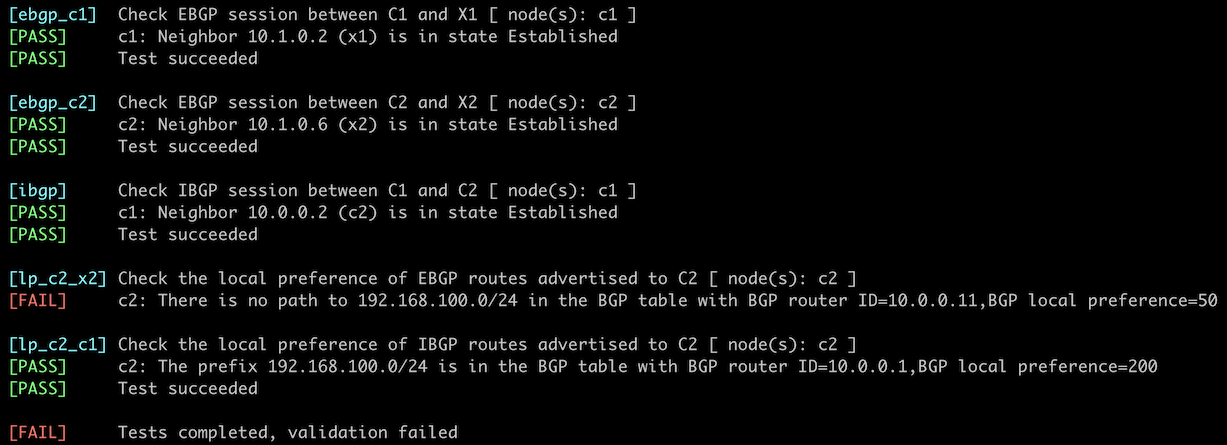 [ebgp_c1] Check EBGP session between C1 and X1 [ node(s): c1 ]
[PASS] c1: Neighbor 10.1.0.2 (x1) is in state Established
[PASS] Test succeeded
[ebgp_c2] Check EBGP session between C2 and X2 [ node(s): c2 ]
[PASS] c2: Neighbor 10.1.0.6 (x2) is in state Established
[PASS] Test succeeded
[ibgp] Check IBGP session between C1 and C2 [ node(s): c1 ]
[PASS] c1: Neighbor 10.0.0.2 (c2) is in state Established
[PASS] Test succeeded
[lp_c2_x2] Check the local preference of EBGP routes advertised to C2 [ node(s): c2 ]
[FAIL] c2: There is no path to 192.168.100.0/24 in the BGP table with BGP router ID=10.0.0.11,BGP local preference=50
[lp_c2_c1] Check the local preference of IBGP routes advertised to C2 [ node(s): c2 ]
[PASS] c2: The prefix 192.168.100.0/24 is in the BGP table with BGP router ID=10.0.0.1,BGP local preference=200
[PASS] Test succeeded
[FAIL] Tests completed, validation failed